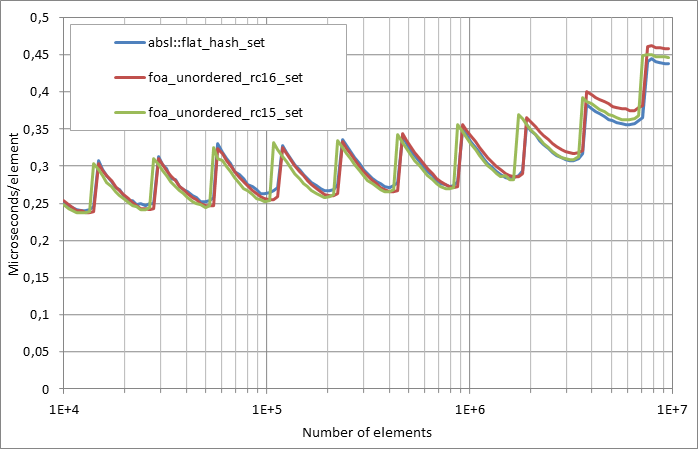 0,5
0,45
0,4
0,35
0,3
0,25
0,2
0,15
0,1
0,05
0
Microseconds/element
absl::flat_hash_set
foa_unordered_rc16_set
foa_unordered_rc15_set
1E+4
1E+5
1E+6
1E+7
Number of elements